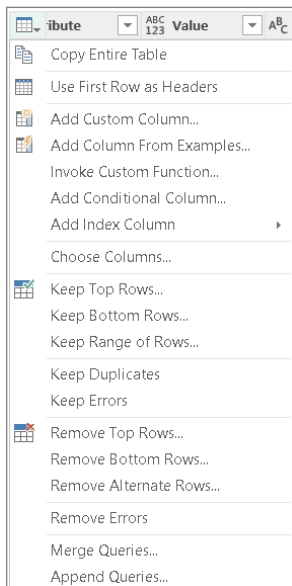 ribute ABC 123 Value ABC
Copy Entire Table
Use First Row as Headers
Add Custom Column...
Add Column From Examples...
Invoke Custom Function...
Add Conditional Column...
Add Index Column
Choose Columns...
Keep Top Rows...
Keep Bottom Rows...
Keep Range of Rows...
Keep Duplicates
Keep Errors
Remove Top Rows...
Remove Bottom Rows...
Remove Alternate Rows...
Remove Errors
Merge Queries...
Append Queries...